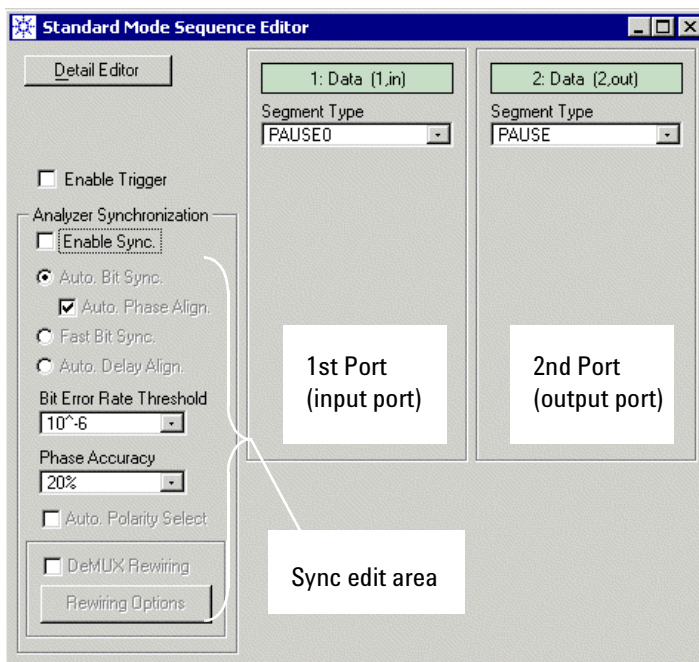 Standard Mode Sequence Editor
Detail Editor
Enable Trigger
Analyzer Synchronization
Enable Sync.
Auto. Bit Sync.
Auto. Phase Align.
Fast Bit Sync.
Auto. Delay Align.
Bit Error Rate Threshold
10^-6
Phase Accuracy
20%
Auto. Polarity Select
DeMUX Rewiring
Rewiring Options
1: Data (1,in)
Segment Type
PAUSE0
1st Port
(input port)
2: Data (2,out)
Segment Type
PAUSE
2nd Port
(output port)
Sync edit area